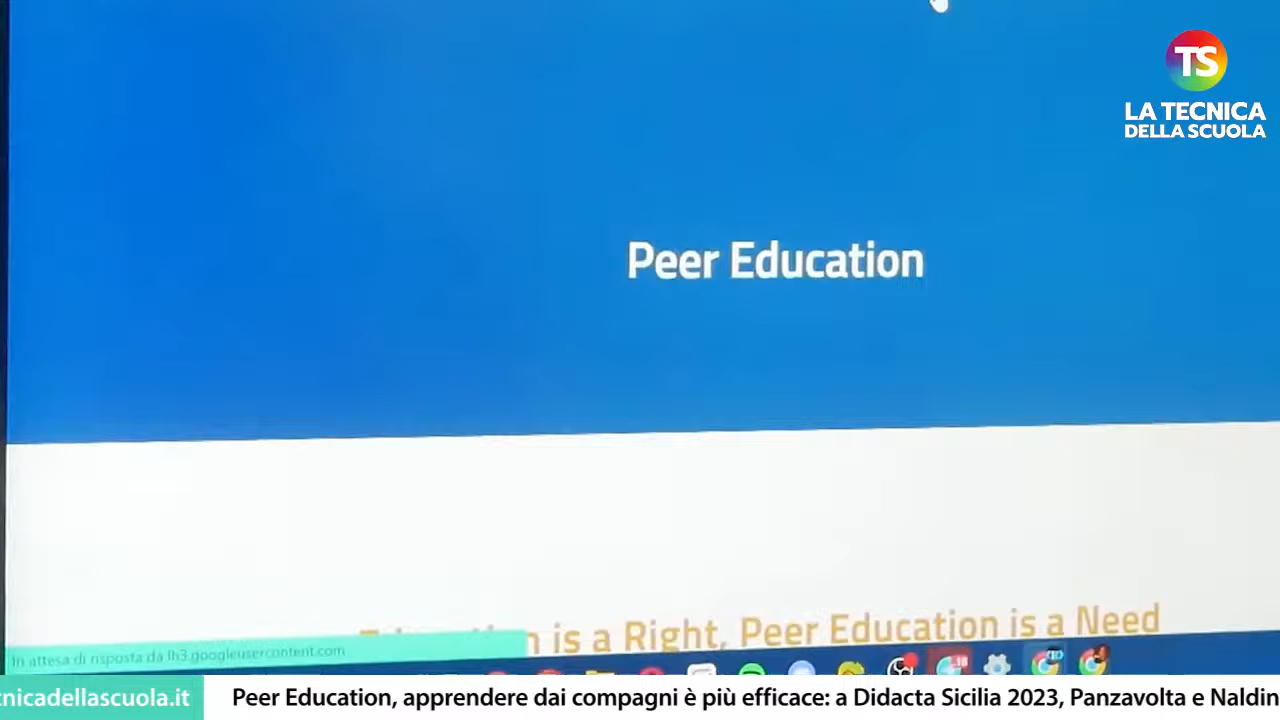 TS
LA TECNICA
DELLA SCUOLA
Peer Education
is a Right, Peer Education is a Need
In attesa di risposta da lh3.googleusercontent.com
cnicadellascuola.it
Peer Education, apprendere dai compagni è più efficace: a Didacta Sicilia 2023, Panzavolta e Naldin